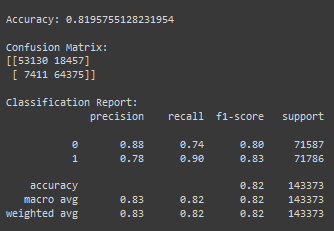 Accuracy: 0.8195755128231954
Confusion Matrix:
[[53130 18457]
[ 7411 64375]]
Classification Report:
precision recall f1-score support
0 0.88 0.74 0.80 71587
1 0.78 0.90 0.83 71786
accuracy 0.82 143373
macro avg 0.83 0.82 0.82 143373
weighted avg 0.83 0.82 0.82 143373